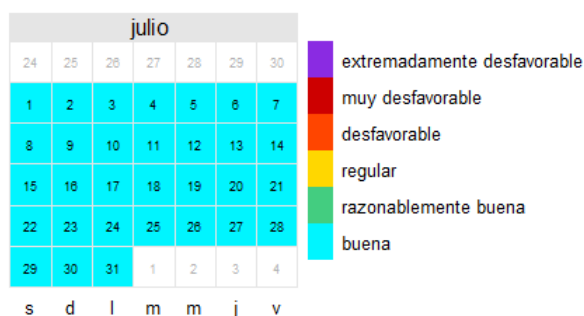 julio
24 25 26 27 28 29 30
1 2 3 4 5 6 7
8 9 10 11 12 13 14
15 16 17 18 19 20 21
22 23 24 25 26 27 28
29 30 31 1 2 3 4
s d l m m j v
extremadamente desfavorable
muy desfavorable
desfavorable
regular
razonablemente buena
buena